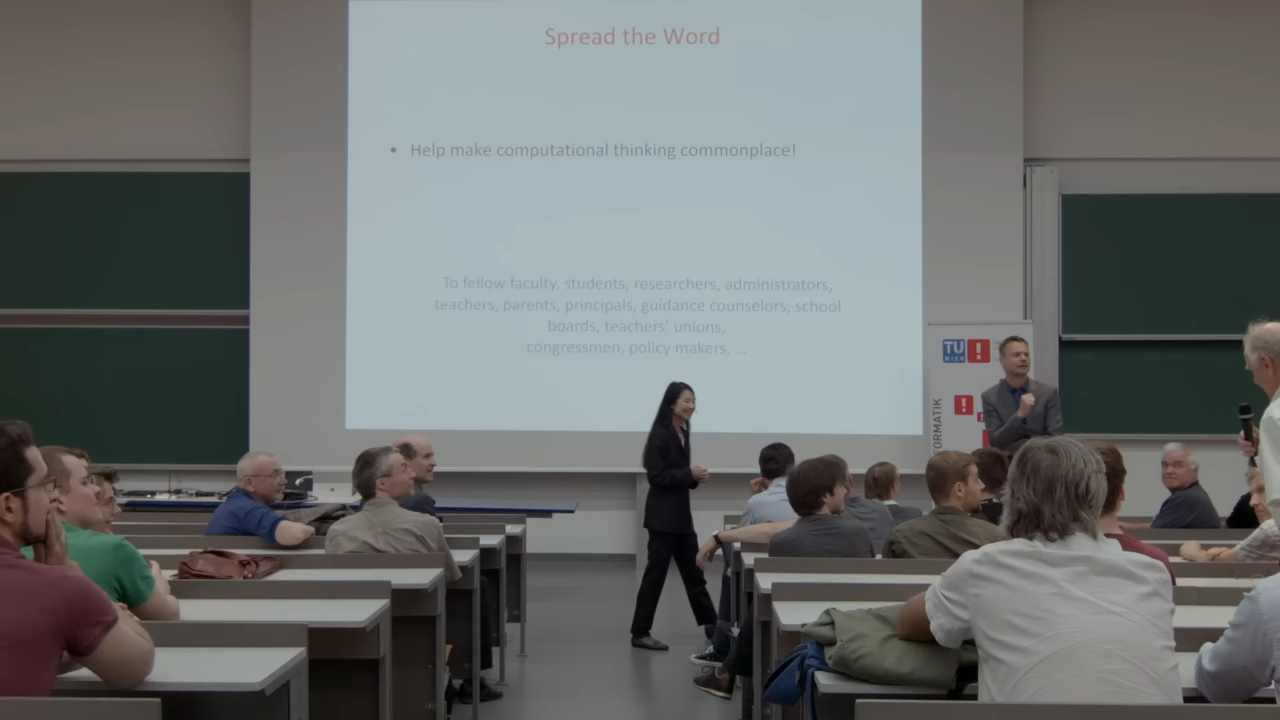 Spread the Word
• Help make computational thinking commonplace!
To fellow faculty, students, researchers, administrators,
teachers, parents, principals, guidance counselors, school
boards, teachers' unions,
congressmen, policy makers, ...
TU
WIEN
!
!
ORMATIK